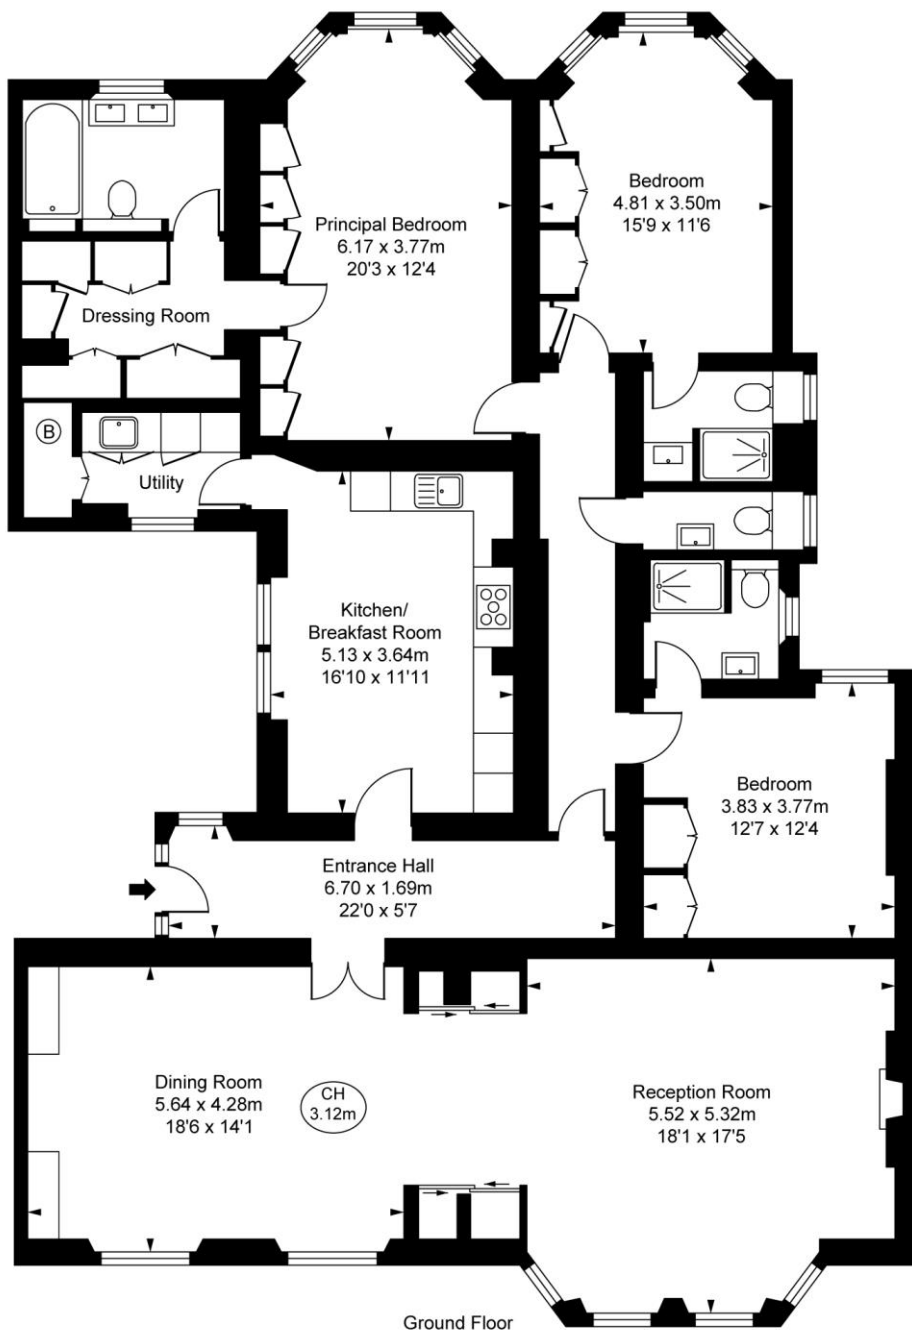 Principal Bedroom
6.17 x 3.77m
20'3 x 12'4
Bedroom
4.81 x 3.50m
15'9 x 11'6
Dressing Room
B
Utility
Kitchen/
Breakfast Room
5.13 x 3.64m
16'10 x 11'11
Bedroom
3.83 x 3.77m
12'7 x 12'4
Entrance Hall
6.70 x 1.69m
22'0 x 5'7
Dining Room
5.64 x 4.28m
18'6 x 14'1
CH
3.12m
Reception Room
5.52 x 5.32m
18'1 x 17'5
Ground Floor